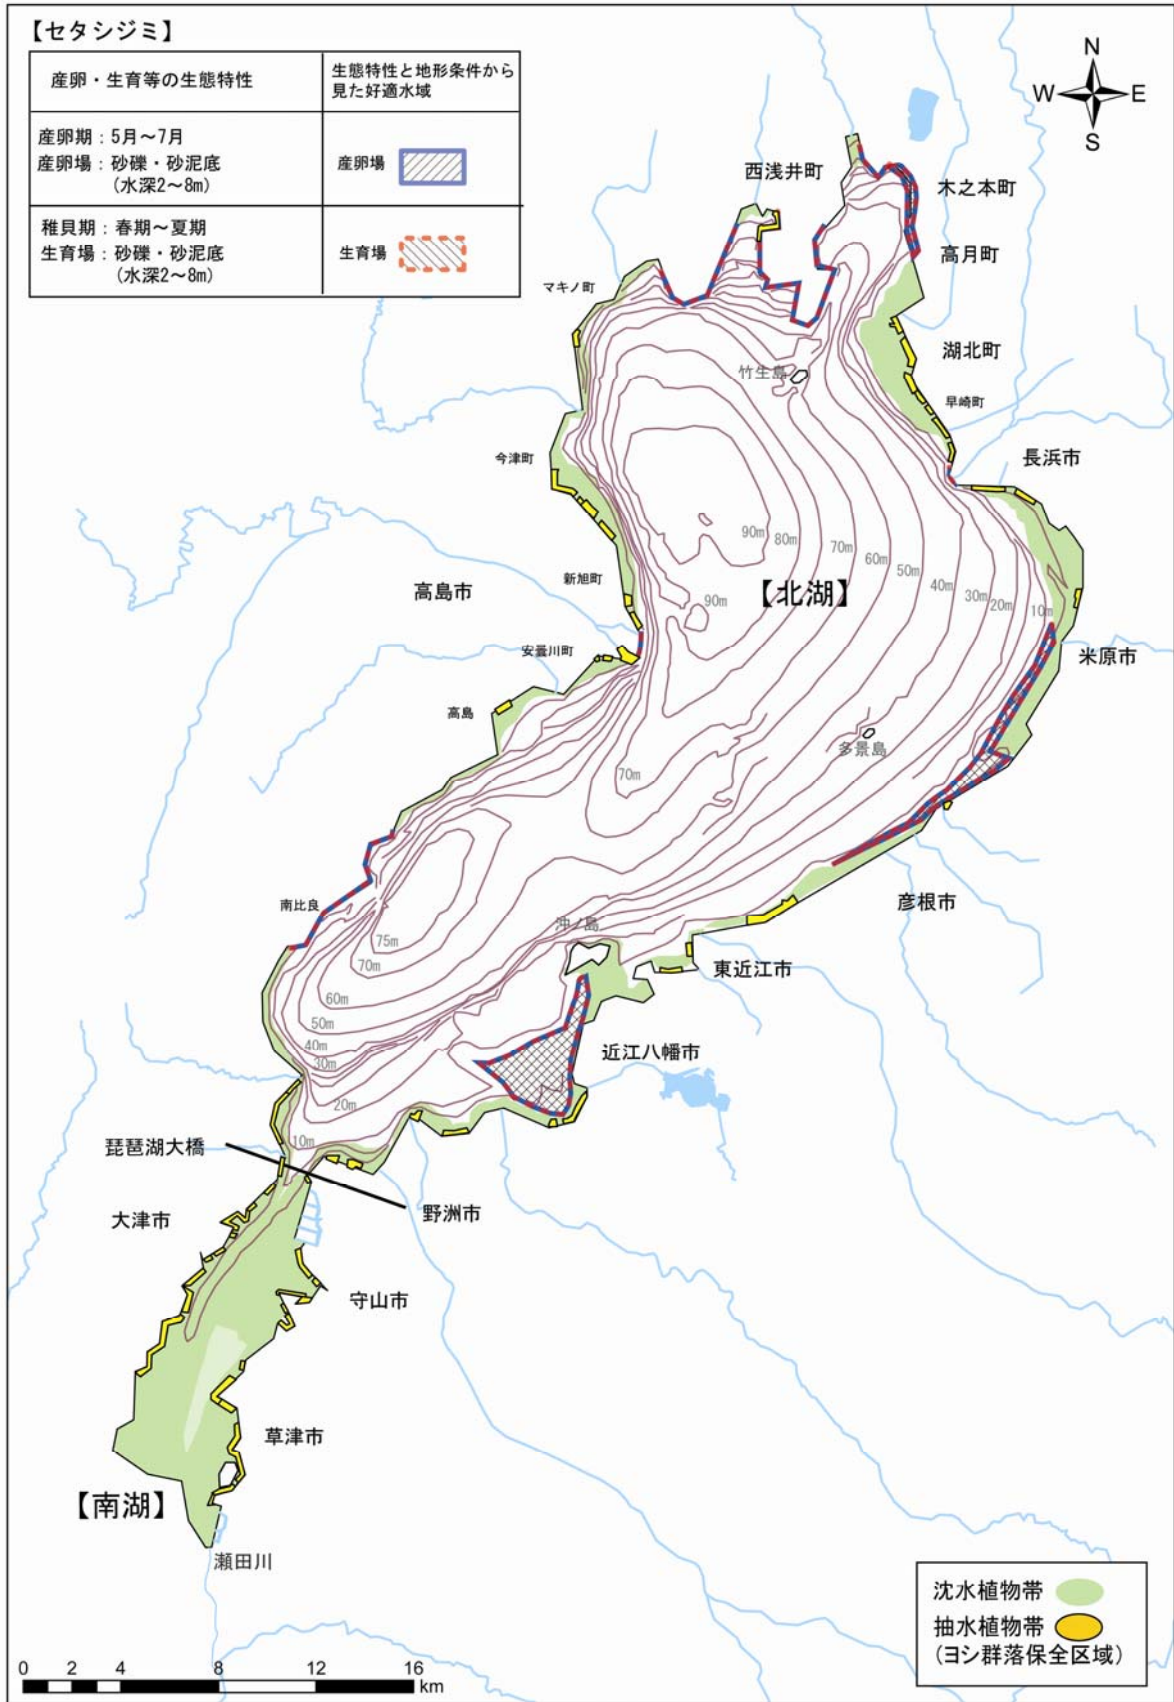 【セタシジミ】
産卵・生育等の生態特性
生態特性と地形条件から
見た好適水域
産卵期：5月～7月
産卵場：砂礫・砂泥底
(水深2～8m)
産卵場
稚貝期：春期～夏期
生育場：砂礫・砂泥底
(水深2～8m)
生育場
N
W
E
S
西浅井町
木之本町
高月町
マキノ町
湖北町
竹生島
早崎町
今津町
長浜市
90m
80m
70m
60m
50m
40m
30m
20m
10m
新旭町
高島市
90m
【北湖】
安曇川町
米原市
高島
多景島
70m
南比良
彦根市
沖ノ島
75m
70m
東近江市
60m
50m
40m
30m
20m
10m
近江八幡市
琵琶湖大橋
大津市
野洲市
守山市
草津市
【南湖】
瀬田川
沈水植物帯
抽水植物帯
(ヨシ群落保全区域)
0 2 4 8 12 16
km